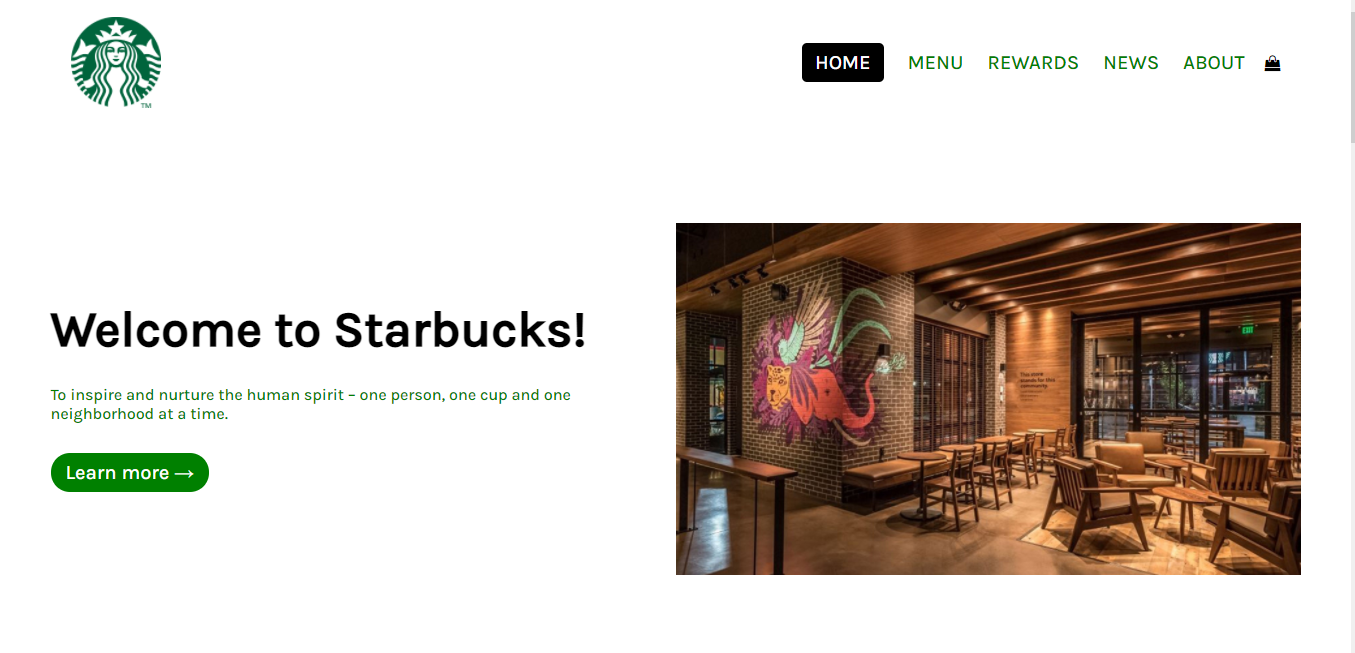 TM
HOME MENU REWARDS NEWS ABOUT
Welcome to Starbucks!
To inspire and nurture the human spirit – one person, one cup and one
neighborhood at a time.
Learn more →
This store
stands for this
community.